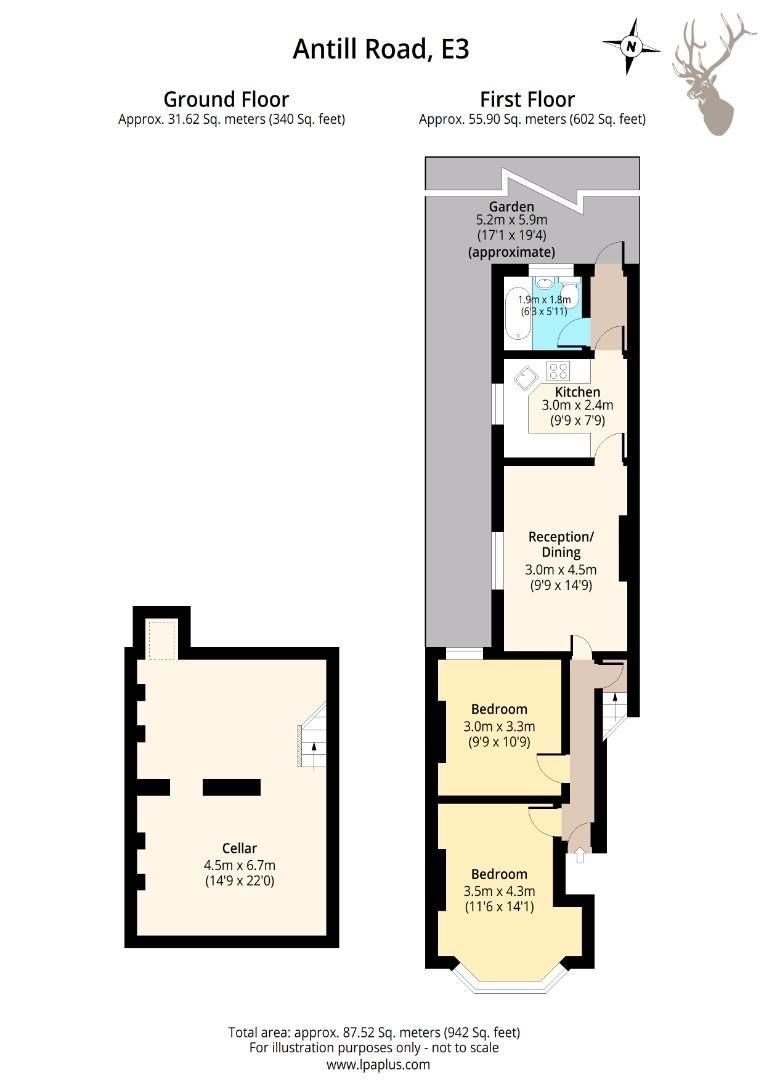 Antill Road, E3
N
Ground Floor
Approx. 31.62 Sq. meters (340 Sq. feet)
First Floor
Approx. 55.90 Sq. meters (602 Sq. feet)
Garden
5.2m x 5.9m
(17'1 x 19'4)
(approximate)
1.9m x 1.8m
(6'3 x 5'11)
Kitchen
3.0m x 2.4m
(9'9 x 7'9)
Reception/
Dining
3.0m x 4.5m
(9'9 x 14'9)
Bedroom
3.0m x 3.3m
(9'9 x 10'9)
Cellar
4.5m x 6.7m
(14'9 x 22'0)
Bedroom
3.5m x 4.3m
(11'6 x 14'1)
Total area: approx. 87.52 Sq. meters (942 Sq. feet)
For illustration purposes only - not to scale
www.lpaplus.com